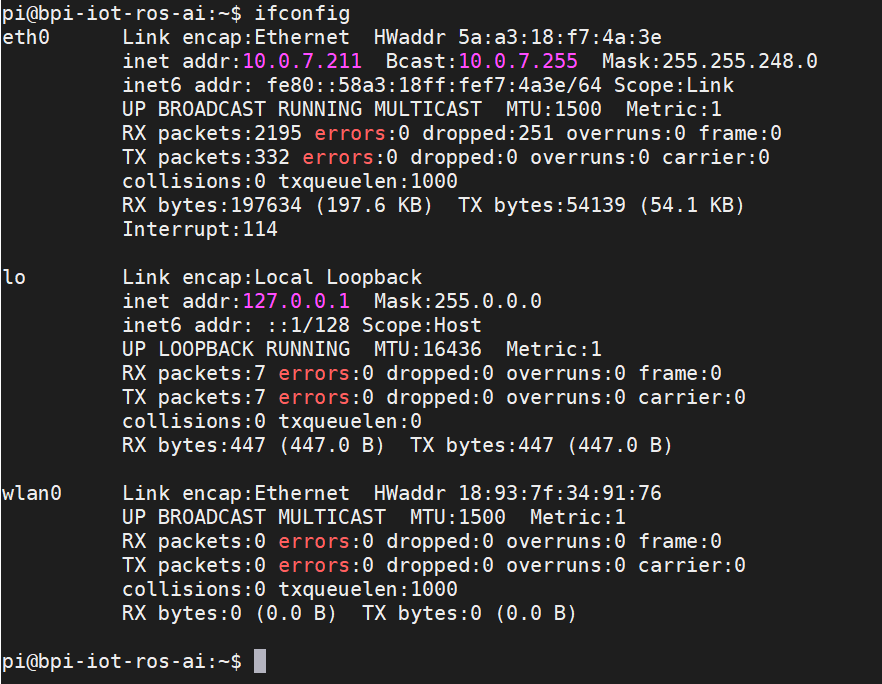 pi@bpi-iot-ros-ai:~$ ifconfig
eth0      Link encap:Ethernet  HWaddr 5a:a3:18:f7:4a:3e
          inet addr:10.0.7.211  Bcast:10.0.7.255  Mask:255.255.248.0
          inet6 addr: fe80::58a3:18ff:fef7:4a3e/64 Scope:Link
          UP BROADCAST RUNNING MULTICAST  MTU:1500  Metric:1
          RX packets:2195 errors:0 dropped:251 overruns:0 frame:0
          TX packets:332 errors:0 dropped:0 overruns:0 carrier:0
          collisions:0 txqueuelen:1000
          RX bytes:197634 (197.6 KB)  TX bytes:54139 (54.1 KB)
          Interrupt:114

lo        Link encap:Local Loopback
          inet addr:127.0.0.1  Mask:255.0.0.0
          inet6 addr: ::1/128 Scope:Host
          UP LOOPBACK RUNNING  MTU:16436  Metric:1
          RX packets:7 errors:0 dropped:0 overruns:0 frame:0
          TX packets:7 errors:0 dropped:0 overruns:0 carrier:0
          collisions:0 txqueuelen:0
          RX bytes:447 (447.0 B)  TX bytes:447 (447.0 B)

wlan0     Link encap:Ethernet  HWaddr 18:93:7f:34:91:76
          UP BROADCAST MULTICAST  MTU:1500  Metric:1
          RX packets:0 errors:0 dropped:0 overruns:0 frame:0
          TX packets:0 errors:0 dropped:0 overruns:0 carrier:0
          collisions:0 txqueuelen:1000
          RX bytes:0 (0.0 B)  TX bytes:0 (0.0 B)

pi@bpi-iot-ros-ai:~$